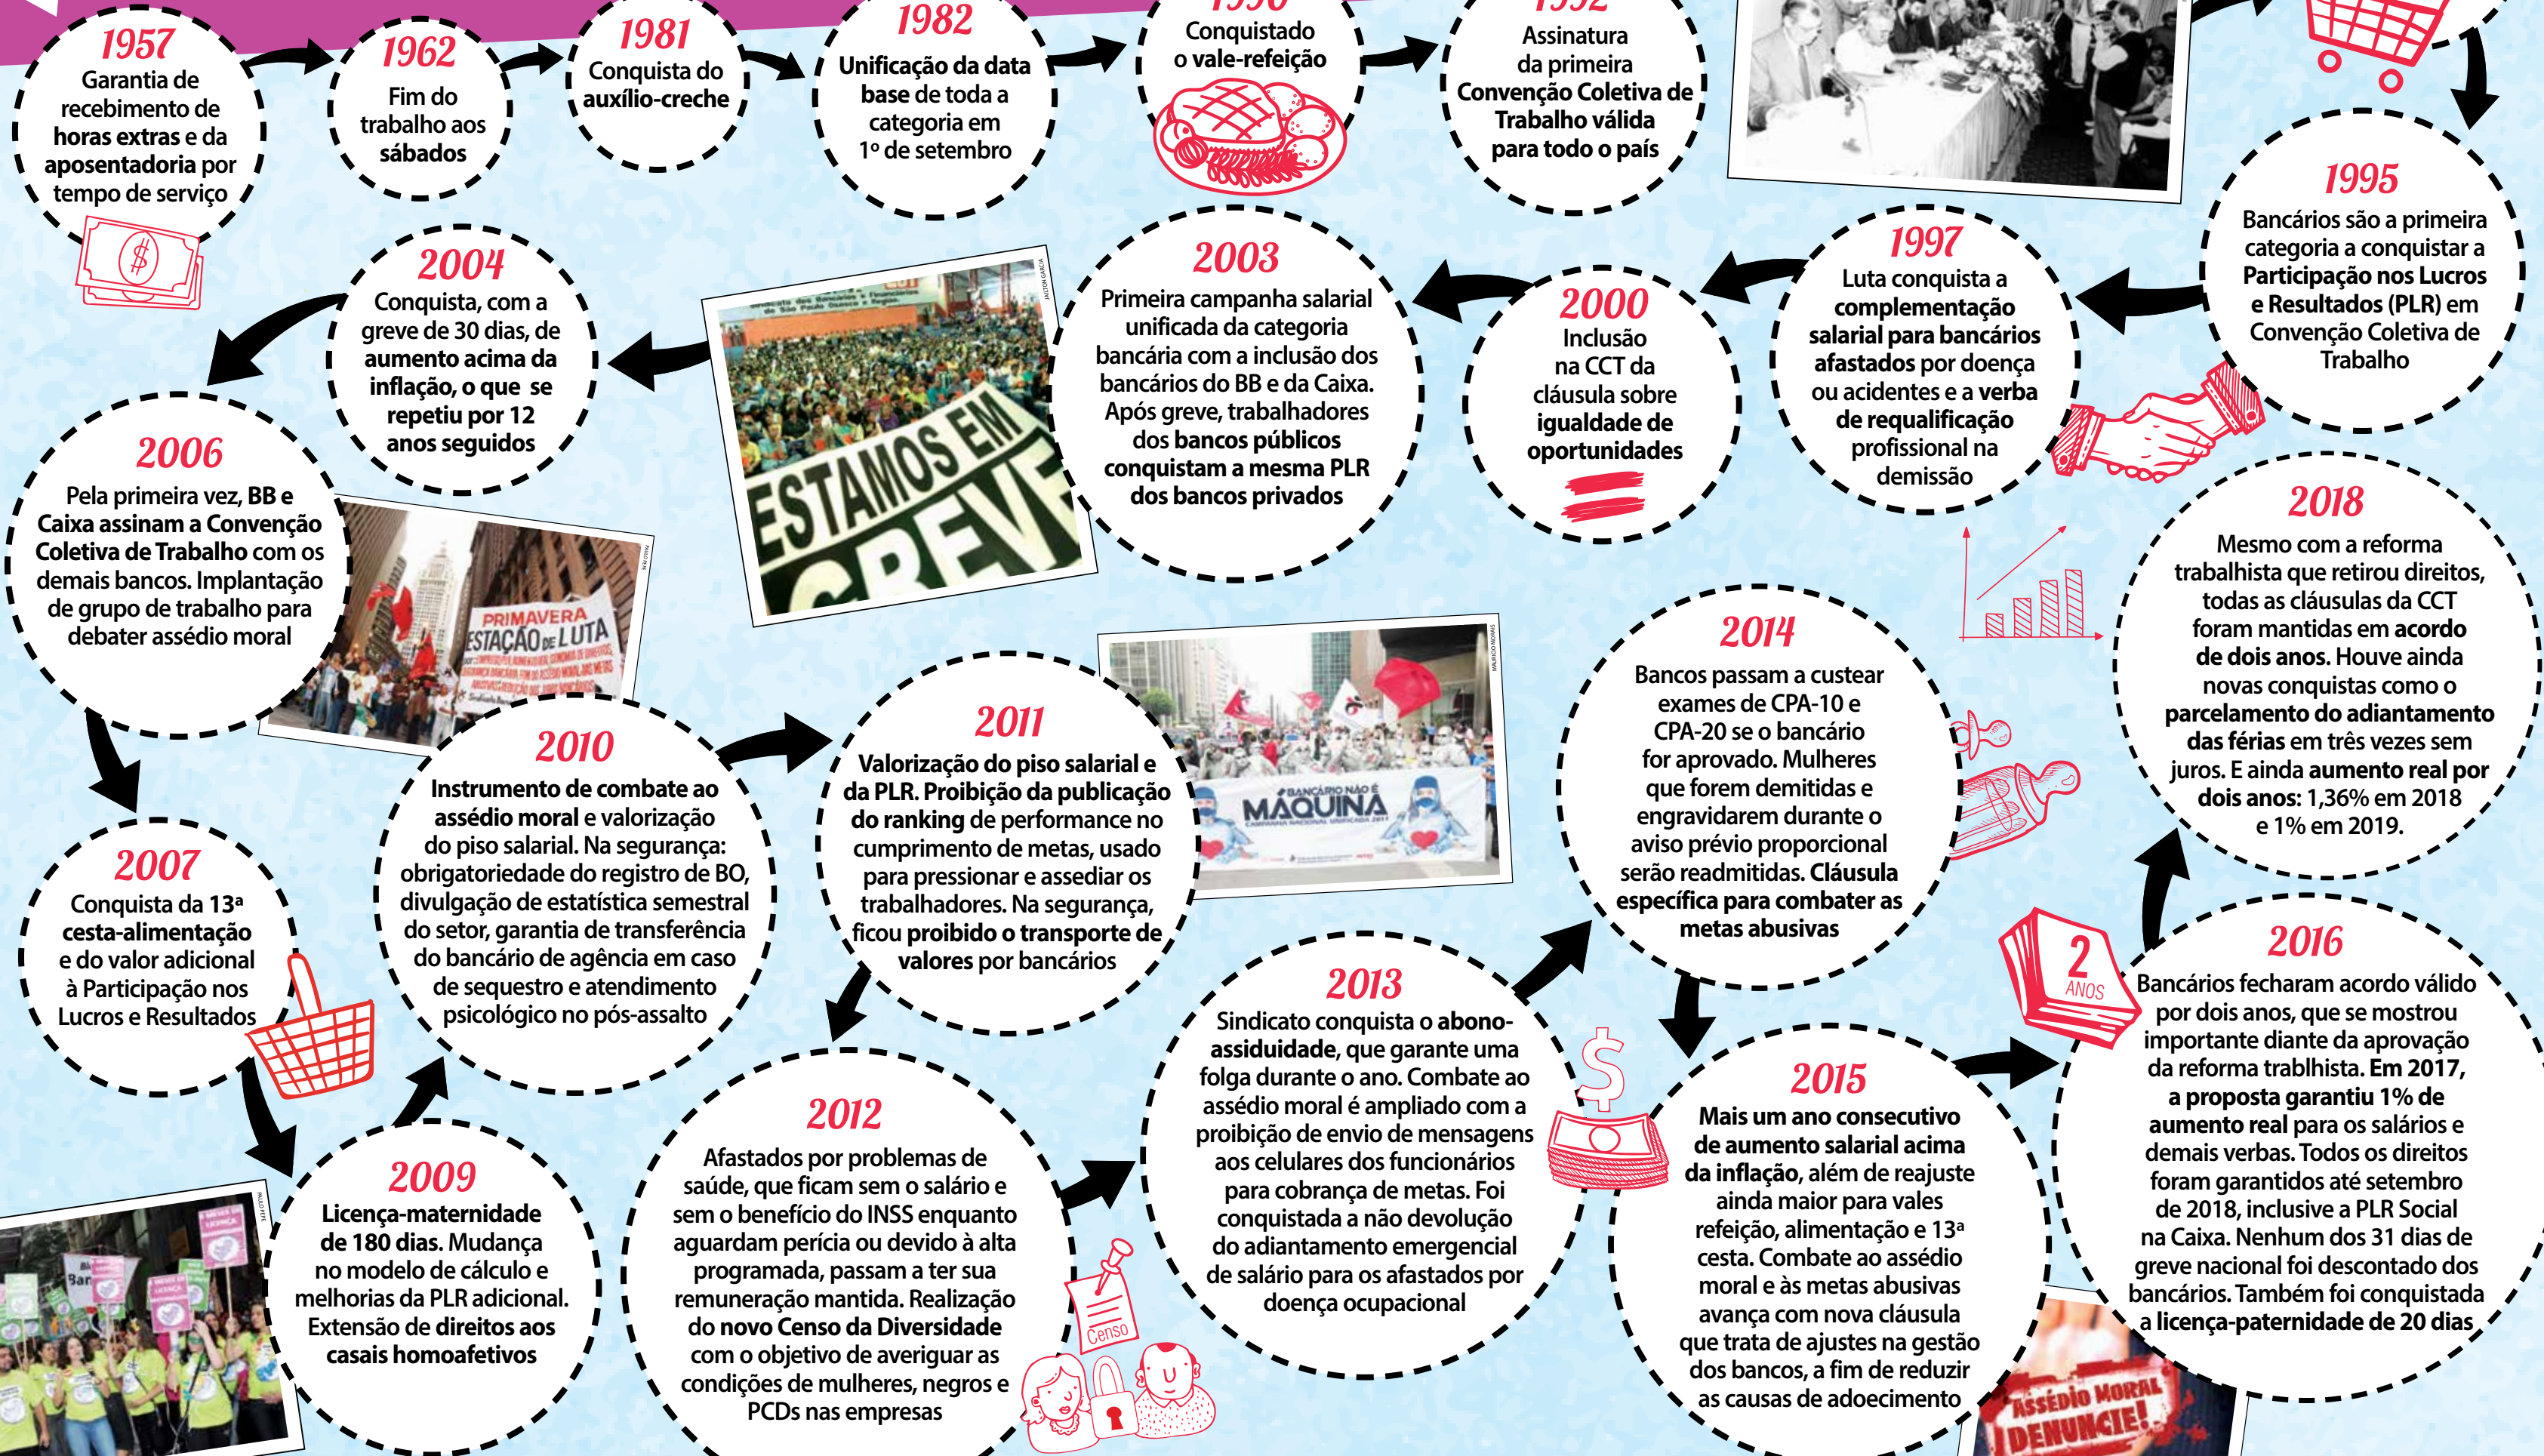 1957
Garantia de
recebimento de
horas extras e da
aposentadoria por
tempo de serviço
1962
Fim do
trabalho aos
sábados
1981
Conquista do
auxílio-creche
1982
Unificação da data
base de toda a
categoria em
1º de setembro
1990
Conquistado
o vale-refeição
1992
Assinatura
da primeira
Convenção Coletiva de
Trabalho válida
para todo o país
1995
Bancários são a primeira
categoria a conquistar a
Participação nos Lucros
e Resultados (PLR) em
Convenção Coletiva de
Trabalho
1997
Luta conquista a
complementação
salarial para bancários
afastados por doença
ou acidentes e a verba
de requalificação
profissional na
demissão
2000
Inclusão
na CCT da
cláusula sobre
igualdade de
oportunidades
2003
Primeira campanha salarial
unificada da categoria
bancária com a inclusão dos
bancários do BB e da Caixa.
Após greve, trabalhadores
dos bancos públicos
conquistam a mesma PLR
dos bancos privados
JAILTON GARCIA
Sindicato dos Bancários e Financiários
de São Paulo Osasco e
ESTAMOS EM
GREVE
2004
Conquista, com a
greve de 30 dias, de
aumento acima da
inflação, o que se
repetiu por 12
anos seguidos
2006
Pela primeira vez, BB e
Caixa assinam a Convenção
Coletiva de Trabalho com os
demais bancos. Implantação
de grupo de trabalho para
debater assédio moral
PAULO PEPE
PRIMAVERA
ESTAÇÃO DE LUTA
2007
Conquista da 13ª
cesta-alimentação
e do valor adicional
à Participação nos
Lucros e Resultados
2009
Licença-maternidade
de 180 dias. Mudança
no modelo de cálculo e
melhorias da PLR adicional.
Extensão de direitos aos
casais homoafetivos
PAULO PEPE
6 MESES DE
LICENÇA
2010
Instrumento de combate ao
assédio moral e valorização
do piso salarial. Na segurança:
obrigatoriedade do registro de BO,
divulgação de estatística semestral
do setor, garantia de transferência
do bancário de agência em caso
de sequestro e atendimento
psicológico no pós-assalto
2011
Valorização do piso salarial e
da PLR. Proibição da publicação
do ranking de performance no
cumprimento de metas, usado
para pressionar e assediar os
trabalhadores. Na segurança,
ficou proibido o transporte de
valores por bancários
MAURICIO MORAIS
BANCÁRIO NÃO É
MÁQUINA
CAMPANHA NACIONAL UNIFICADA 2011
2012
Afastados por problemas de
saúde, que ficam sem o salário e
sem o benefício do INSS enquanto
aguardam perícia ou devido à alta
programada, passam a ter sua
remuneração mantida. Realização
do novo Censo da Diversidade
com o objetivo de averiguar as
condições de mulheres, negros e
PCDs nas empresas
Censo
2013
Sindicato conquista o abono-
assiduidade, que garante uma
folga durante o ano. Combate ao
assédio moral é ampliado com a
proibição de envio de mensagens
aos celulares dos funcionários
para cobrança de metas. Foi
conquistada a não devolução
do adiantamento emergencial
de salário para os afastados por
doença ocupacional
2014
Bancos passam a custear
exames de CPA-10 e
CPA-20 se o bancário
for aprovado. Mulheres
que forem demitidas e
engravidarem durante o
aviso prévio proporcional
serão readmitidas. Cláusula
específica para combater as
metas abusivas
2015
Mais um ano consecutivo
de aumento salarial acima
da inflação, além de reajuste
ainda maior para vales
refeição, alimentação e 13ª
cesta. Combate ao assédio
moral e às metas abusivas
avança com nova cláusula
que trata de ajustes na gestão
dos bancos, a fim de reduzir
as causas de adoecimento
2
ANOS
2016
Bancários fecharam acordo válido
por dois anos, que se mostrou
importante diante da aprovação
da reforma trablhista. Em 2017,
a proposta garantiu 1% de
aumento real para os salários e
demais verbas. Todos os direitos
foram garantidos até setembro
de 2018, inclusive a PLR Social
na Caixa. Nenhum dos 31 dias de
greve nacional foi descontado dos
bancários. Também foi conquistada
a licença-paternidade de 20 dias
ASSÉDIO MORAL
DENUNCIE!
2018
Mesmo com a reforma
trabalhista que retirou direitos,
todas as cláusulas da CCT
foram mantidas em acordo
de dois anos. Houve ainda
novas conquistas como o
parcelamento do adiantamento
das férias em três vezes sem
juros. E ainda aumento real por
dois anos: 1,36% em 2018
e 1% em 2019.